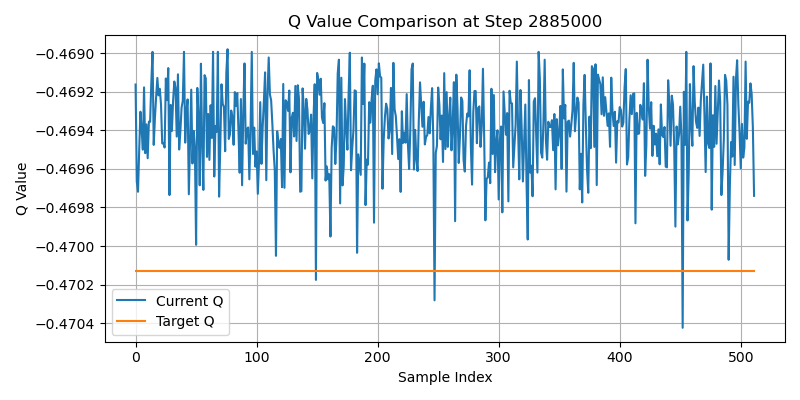 Q Value Comparison at Step 2885000
Q Value
−0.4690
−0.4692
−0.4694
−0.4696
−0.4698
−0.4700
−0.4702
−0.4704
Current Q
Target Q
0 100 200 300 400 500
Sample Index